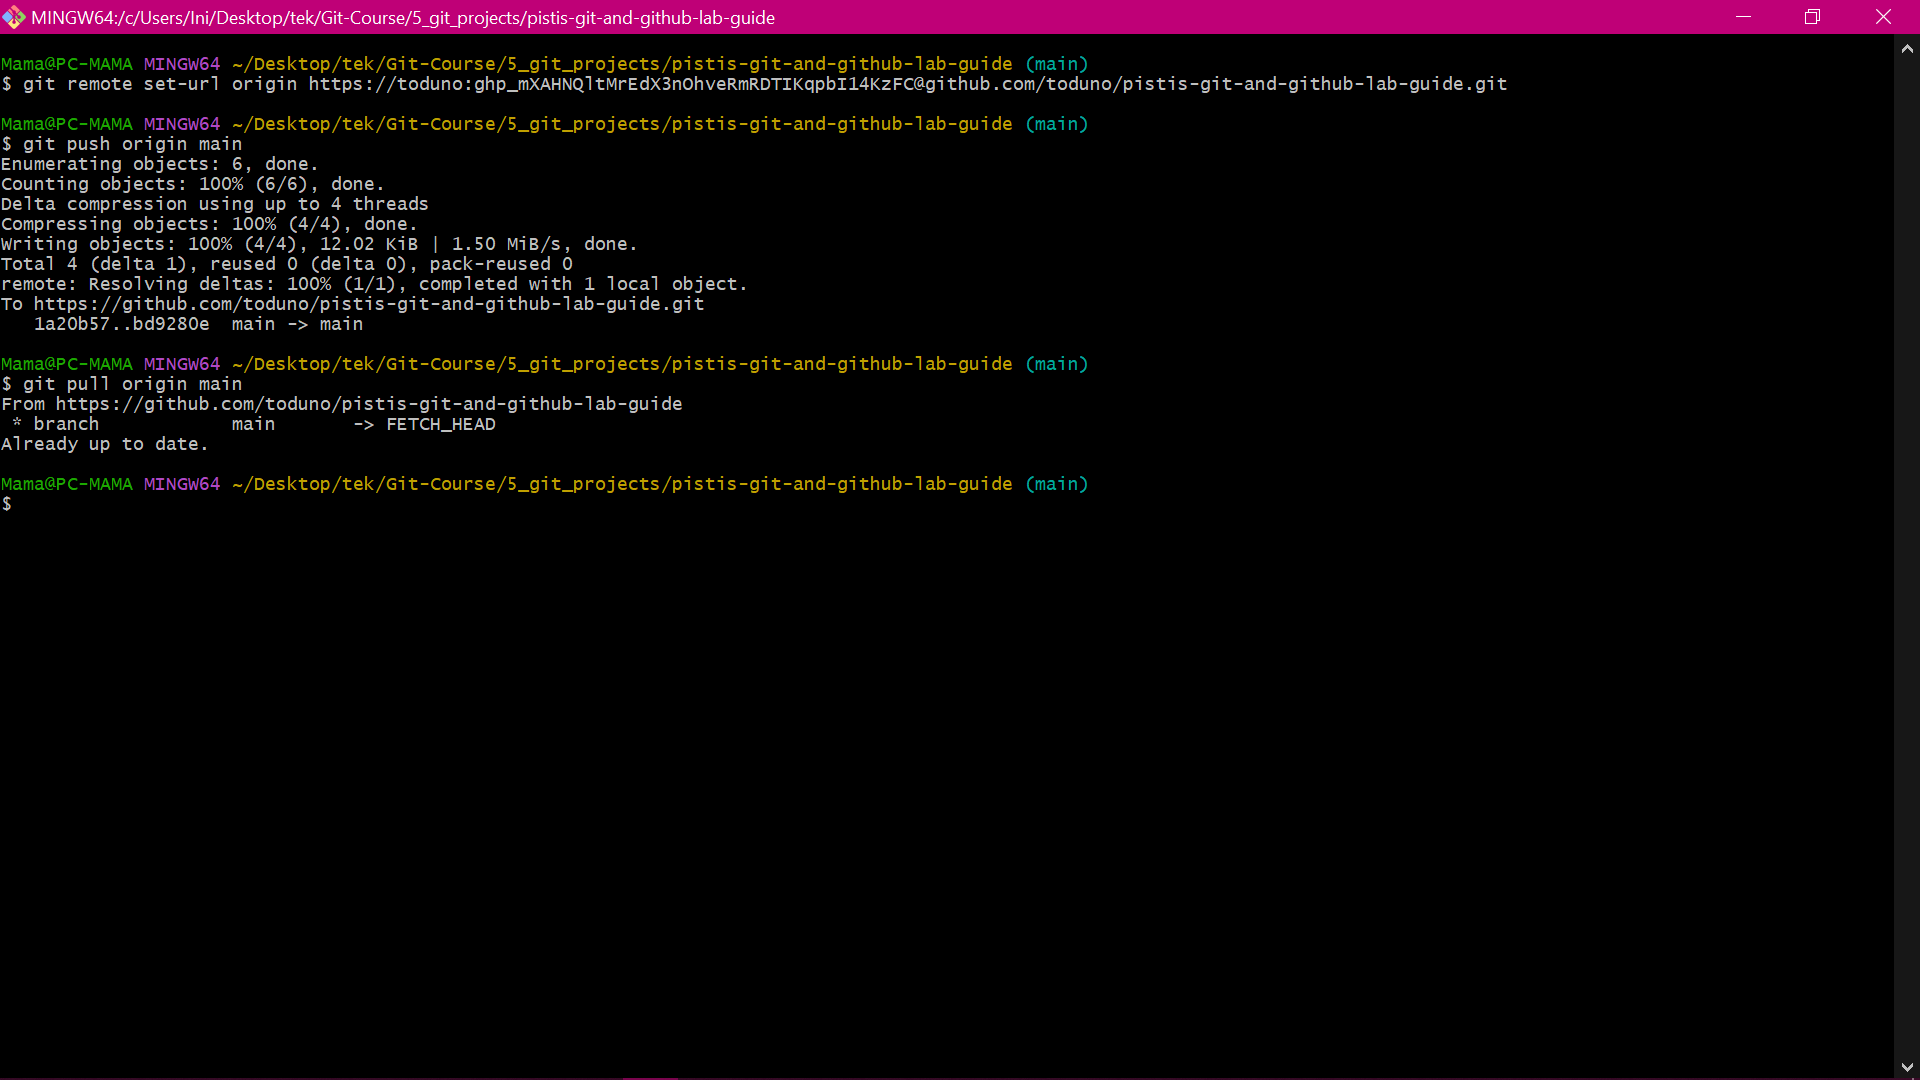 MINGW64:/c/Users/Ini/Desktop/tek/Git-Course/5_git_projects/pistis-git-and-github-lab-guide
Mama@PC-MAMA MINGW64 ~/Desktop/tek/Git-Course/5_git_projects/pistis-git-and-github-lab-guide (main)
$ git remote set-url origin https://toduno: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@github.com/toduno/pistis-git-and-github-lab-guide.git
Mama@PC-MAMA MINGW64 ~/Desktop/tek/Git-Course/5_git_projects/pistis-git-and-github-lab-guide (main)
$ git push origin main
Enumerating objects: 6, done.
Counting objects: 100% (6/6), done.
Delta compression using up to 4 threads
Compressing objects: 100% (4/4), done.
Writing objects: 100% (4/4), 12.02 KiB | 1.50 MiB/s, done.
Total 4 (delta 1), reused 0 (delta 0), pack-reused 0
remote: Resolving deltas: 100% (1/1), completed with 1 local object.
To https://github.com/toduno/pistis-git-and-github-lab-guide.git
   1a20b57..bd9280e  main -> main
Mama@PC-MAMA MINGW64 ~/Desktop/tek/Git-Course/5_git_projects/pistis-git-and-github-lab-guide (main)
$ git pull origin main
From https://github.com/toduno/pistis-git-and-github-lab-guide
 * branch            main       -> FETCH_HEAD
Already up to date.
Mama@PC-MAMA MINGW64 ~/Desktop/tek/Git-Course/5_git_projects/pistis-git-and-github-lab-guide (main)
$